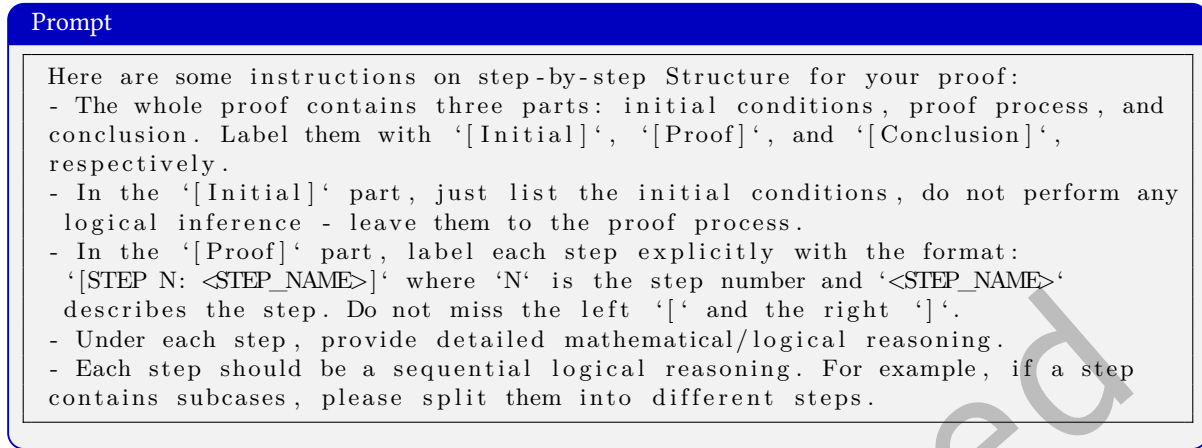 Prompt
Here are some instructions on step-by-step Structure for your proof:
- The whole proof contains three parts: initial conditions, proof process, and
conclusion. Label them with ‘[Initial]‘, ‘[Proof]‘, and ‘[Conclusion]‘,
respectively.
- In the ‘[Initial]‘ part, just list the initial conditions, do not perform any
logical inference - leave them to the proof process.
- In the ‘[Proof]‘ part, label each step explicitly with the format:
‘[STEP N: <STEP_NAME>]‘ where ‘N‘ is the step number and ‘<STEP_NAME>‘
describes the step. Do not miss the left ‘[‘ and the right ‘]‘.
- Under each step, provide detailed mathematical/logical reasoning.
- Each step should be a sequential logical reasoning. For example, if a step
contains subcases, please split them into different steps.